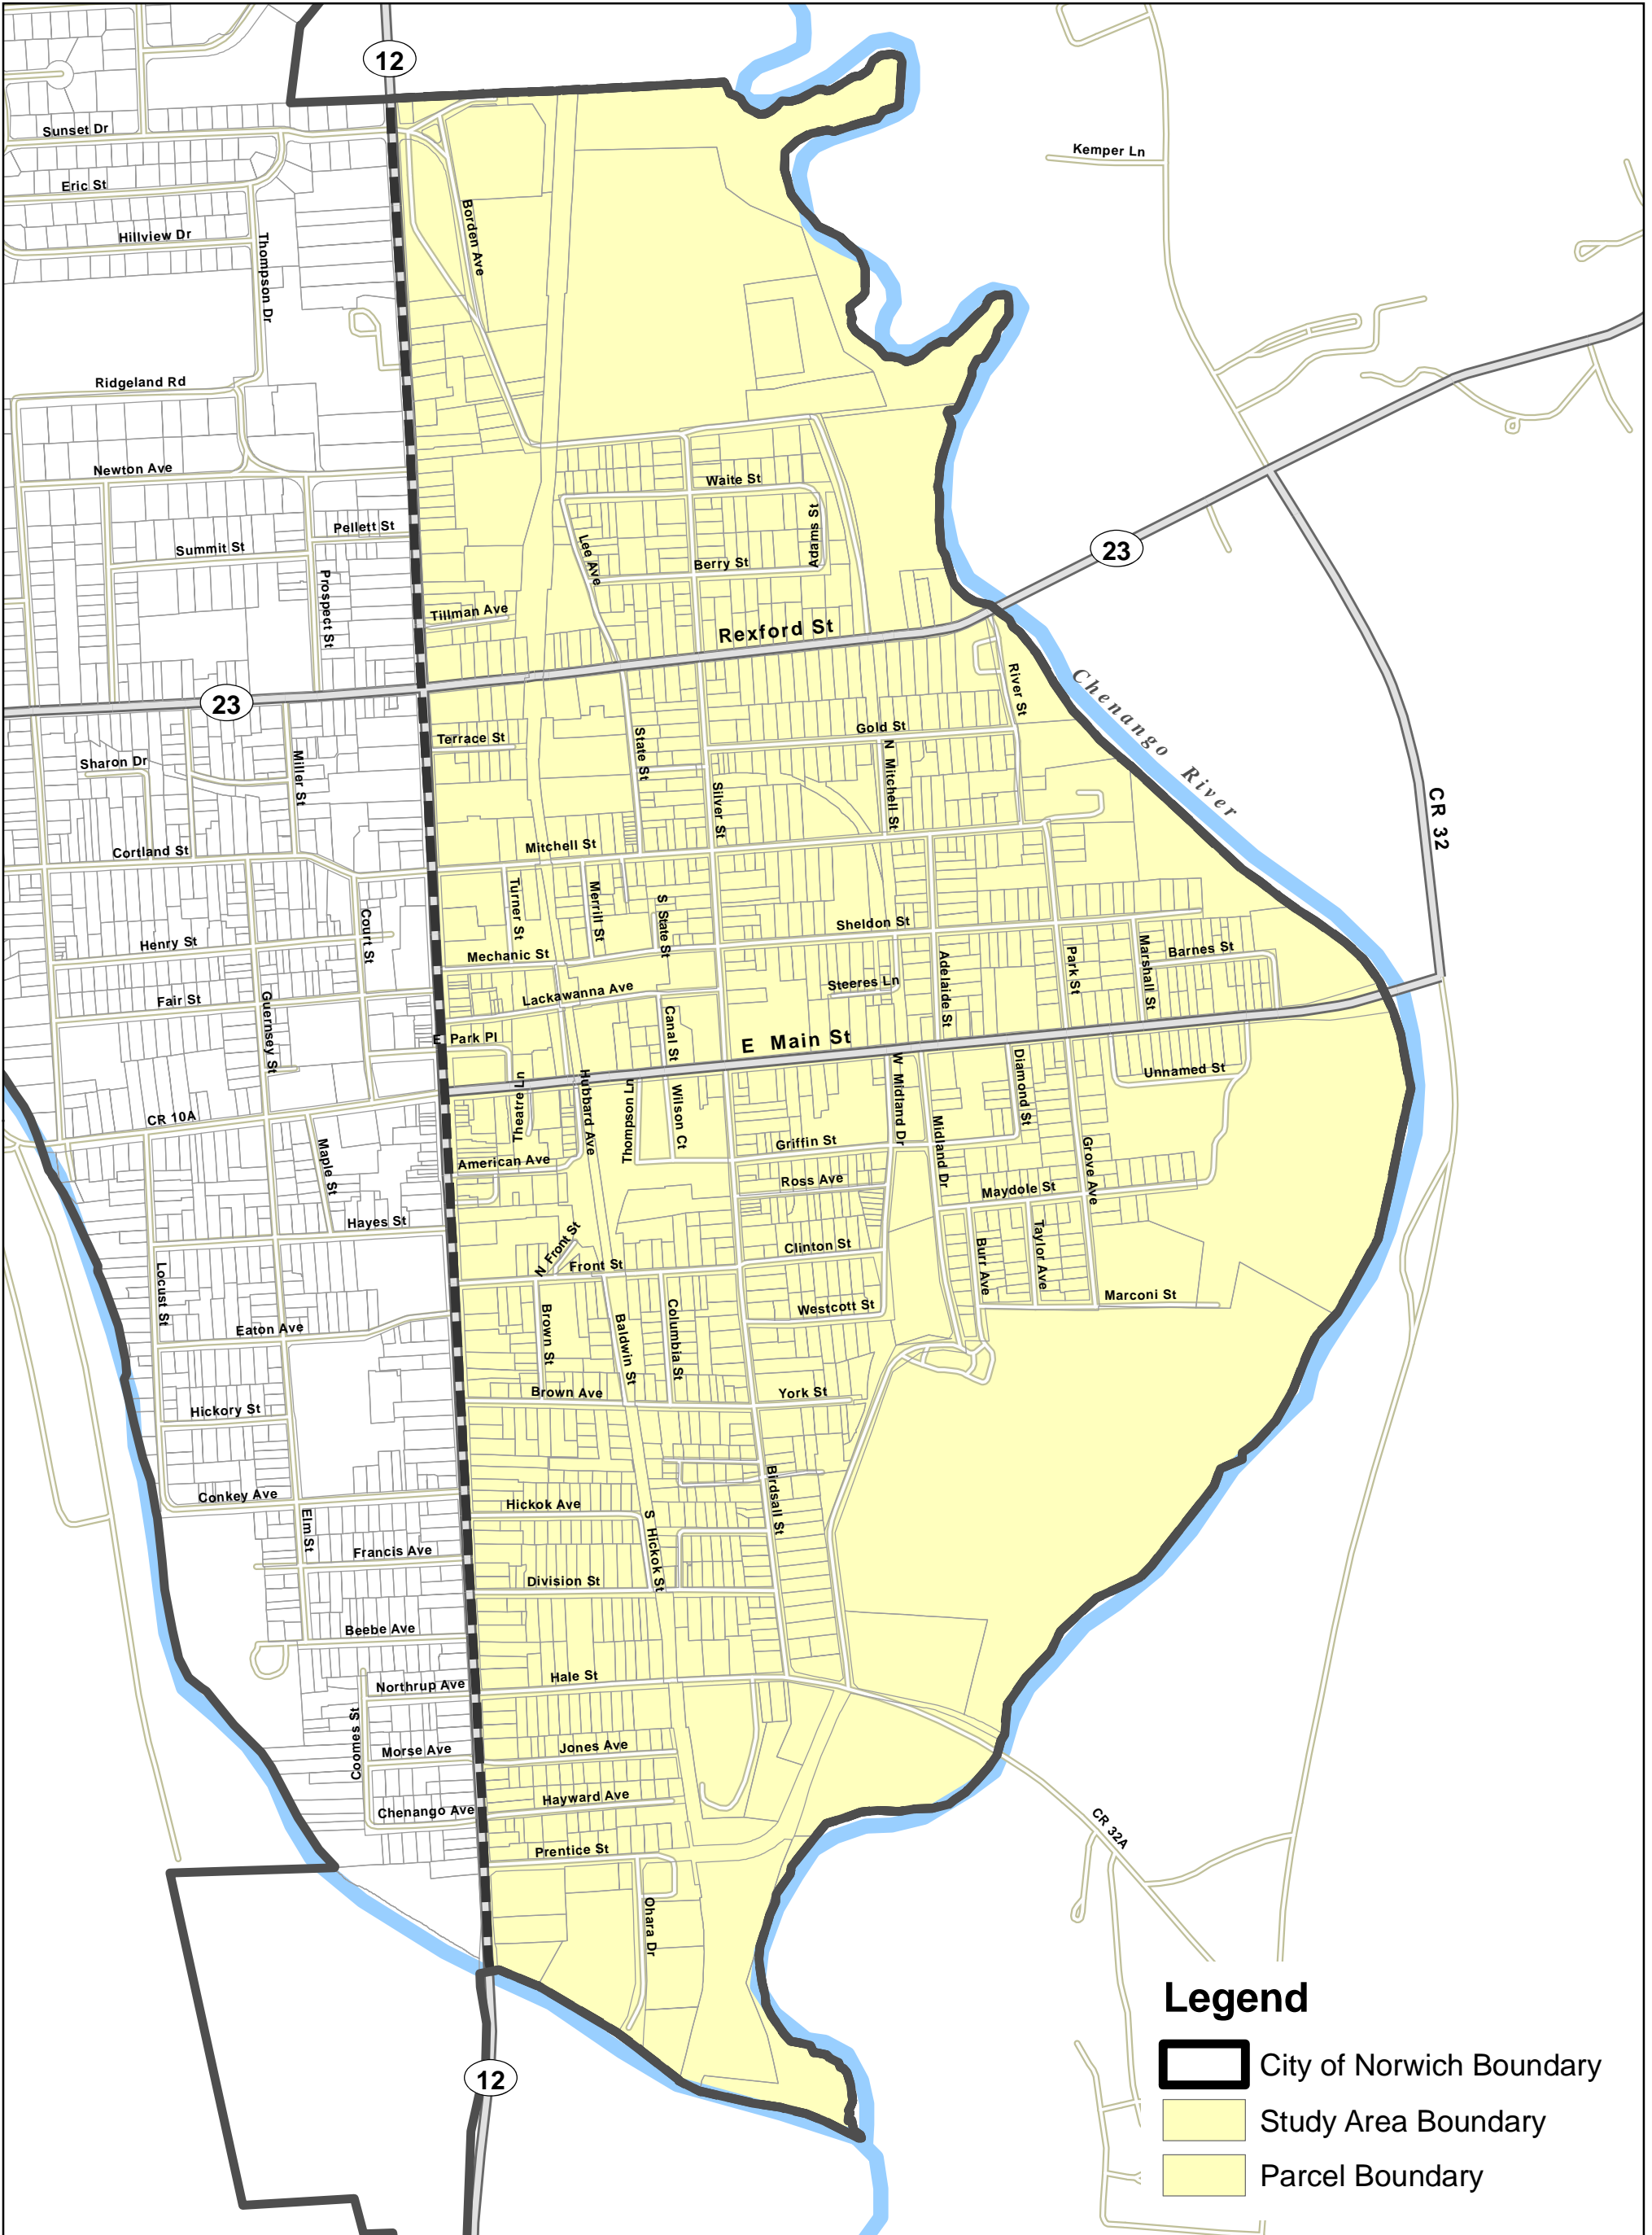 12
Sunset Dr
Kemper Ln
Eric St
Borden Ave
Hillview Dr
Thompson Dr
Ridgeland Rd
Newton Ave
Waite St
Adams St
Pellett St
23
Summit St
Lee Ave
Berry St
Prospect St
Tillman Ave
Rexford St
River St
Chenango River
23
Gold St
Terrace St
State St
N Mitchell St
Sharon Dr
Miller St
Silver St
CR 32
Mitchell St
Cortland St
Turner St
Merrill St
S State St
Sheldon St
Court St
Henry St
Mechanic St
Adelaide St
Park St
Marshall St
Barnes St
Steeres Ln
Lackawanna Ave
Fair St
Guernsey St
Canal St
E Park Pl
E Main St
W Midland Dr
Diamond St
Unnamed St
Theatre Ln
Hubbard Ave
Thompson Ln
Wilson Ct
CR 10A
Griffin St
Midland Dr
Maple St
American Ave
Ross Ave
Grove Ave
Maydole St
Hayes St
N Front St
Front St
Clinton St
Burr Ave
Taylor Ave
Locust St
Marconi St
Westcott St
Brown St
Baldwin St
Columbia St
Eaton Ave
Brown Ave
York St
Hickory St
Birdsall St
Conkey Ave
Hickok Ave
Elm St
S Hickok St
Francis Ave
Division St
Beebe Ave
Hale St
Northrup Ave
Coomes St
Morse Ave
Jones Ave
Hayward Ave
Chenango Ave
CR 32A
Prentice St
Ohara Dr
12
Legend
City of Norwich Boundary
Study Area Boundary
Parcel Boundary